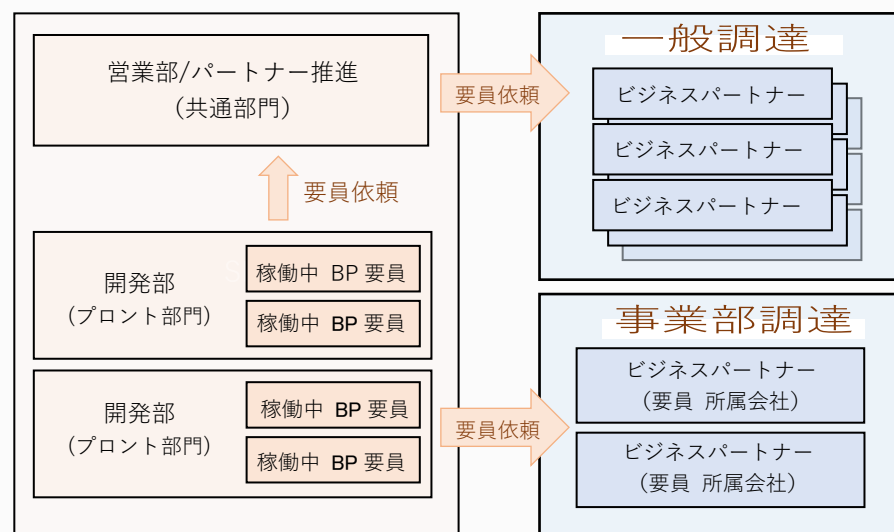 営業部/パートナー推進
(共通部門)
要員依頼
開発部
(プロント部門)
稼働中 BP 要員
稼働中 BP 要員
開発部
(プロント部門)
稼働中 BP 要員
稼働中 BP 要員
要員依頼
一般調達
ビジネスパートナー
ビジネスパートナー
ビジネスパートナー
要員依頼
事業部調達
ビジネスパートナー
(要員 所属会社)
ビジネスパートナー
(要員 所属会社)